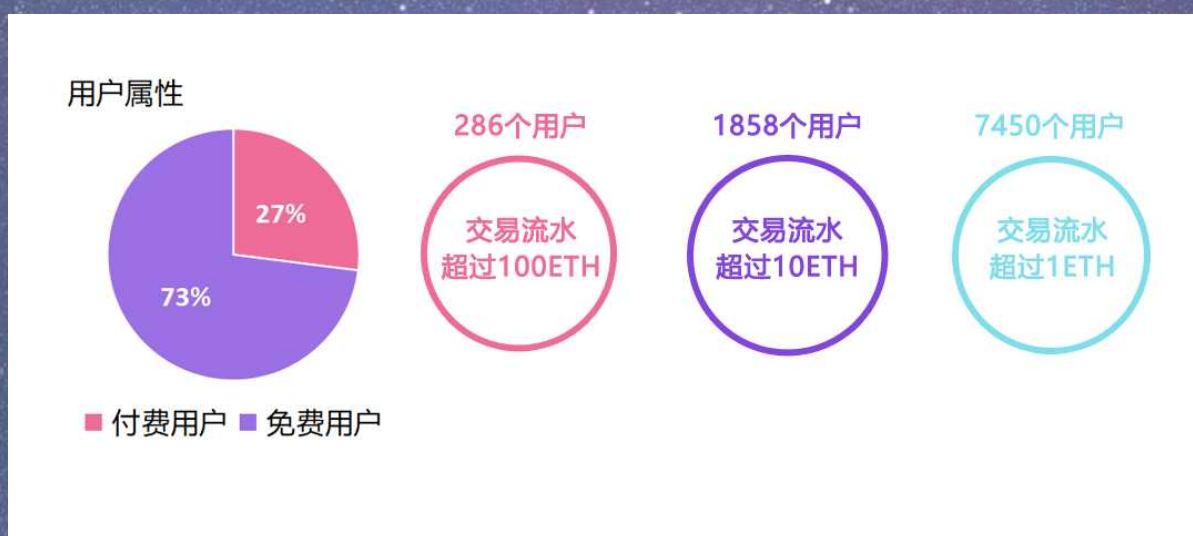 用户属性
27%
73%
付费用户 免费用户
286个用户
交易流水
超过100ETH
1858个用户
交易流水
超过10ETH
7450个用户
交易流水
超过1ETH